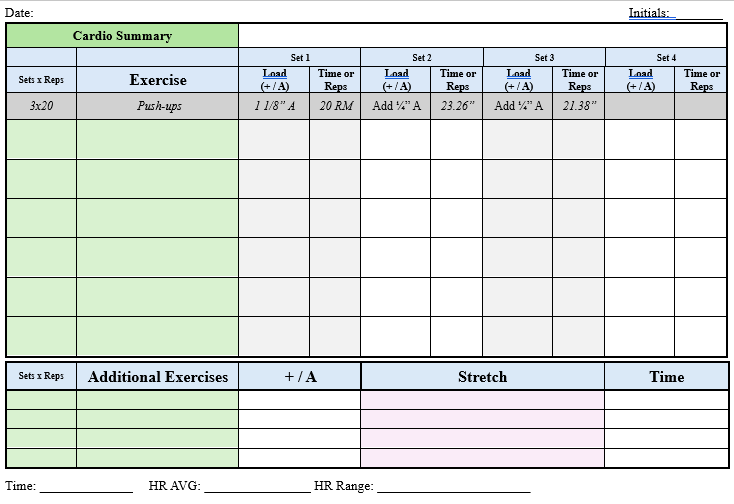 Date: Initials: _______
Cardio Summary
Set 1 Set 2 Set 3 Set 4
Sets x Reps Exercise Load (+ / A) Time or Reps Load (+ / A) Time or Reps Load (+ / A) Time or Reps Load (+ / A) Time or Reps
3x20 Push-ups 1 1/8” A 20 RM Add ¼” A 23.26” Add ¼” A 21.38”
Sets x Reps Additional Exercises + / A Stretch Time
Time: ______________ HR AVG: ________________ HR Range: _______________________